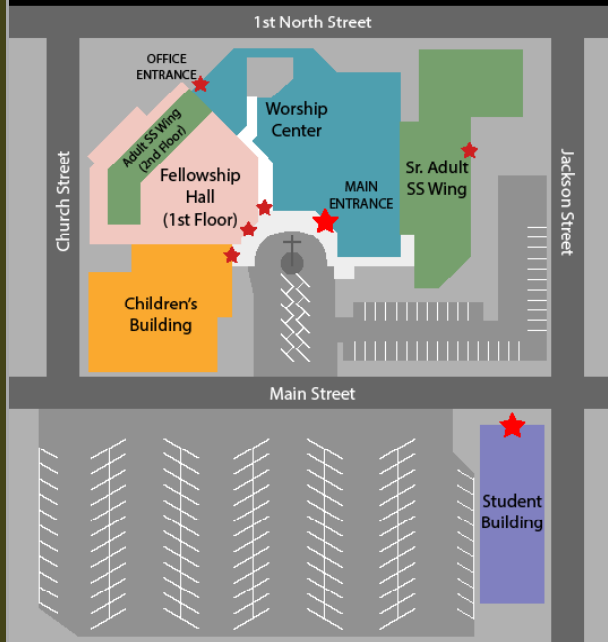 1st North Street
OFFICE
ENTRANCE
Adult SS Wing
(2nd Floor)
Worship
Center
Fellowship
Hall
(1st Floor)
MAIN
ENTRANCE
Sr. Adult
SS Wing
Church Street
Jackson Street
Children's
Building
Main Street
Student
Building